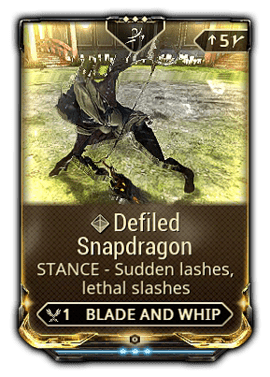 ↑5
Defiled
Snapdragon
STANCE - Sudden lashes,
lethal slashes
1 BLADE AND WHIP